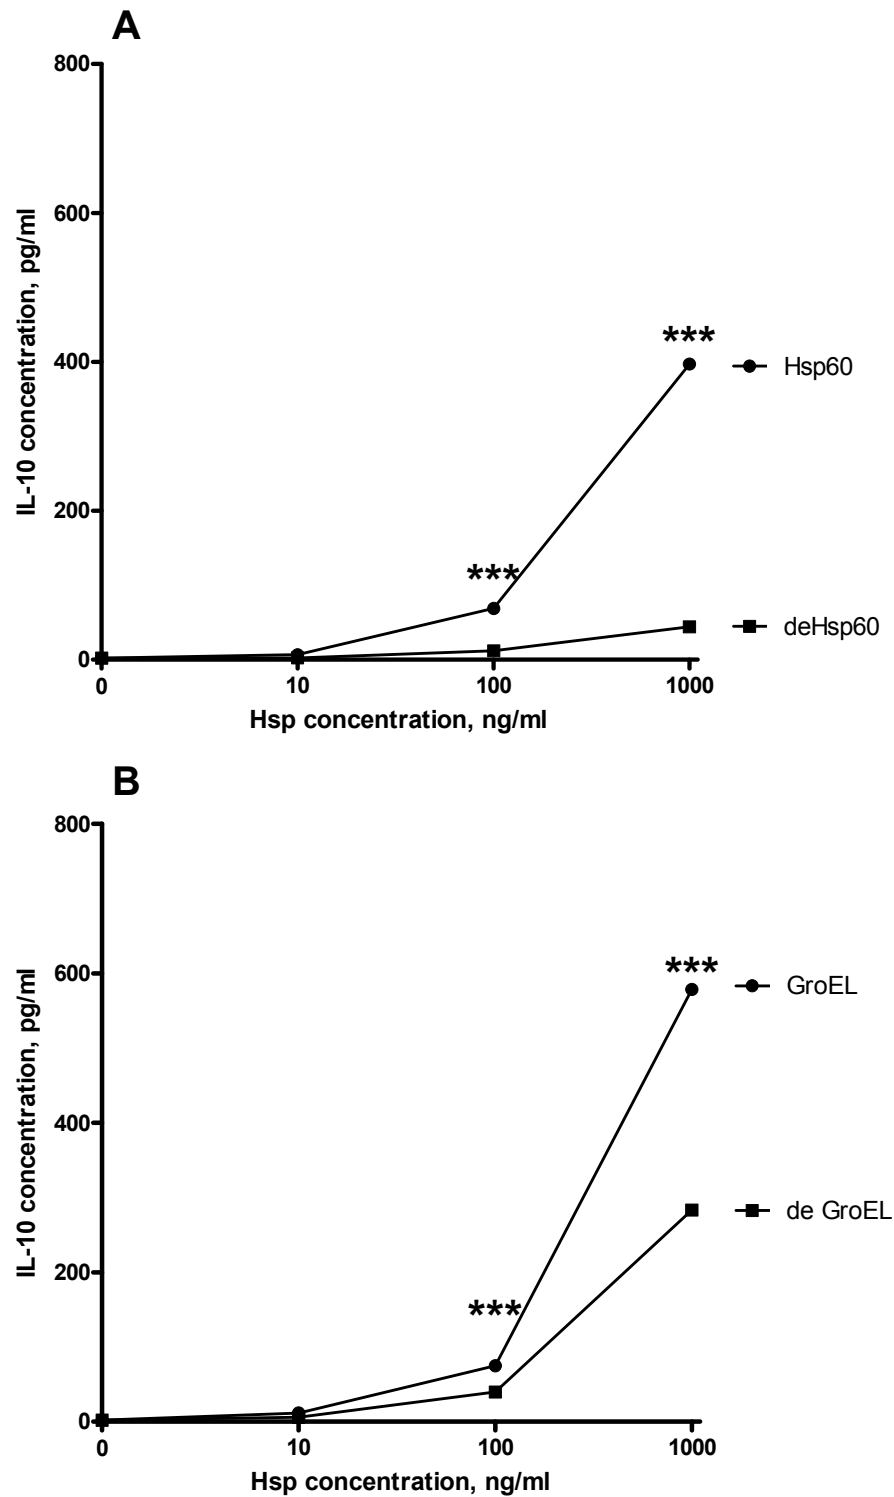 A
800
600
400
200
0
IL-10 concentration, pg/ml
***
***
Hsp60
deHsp60
0 10 100 1000
Hsp concentration, ng/ml
B
800
600
400
200
0
IL-10 concentration, pg/ml
***
***
GroEL
de GroEL
0 10 100 1000
Hsp concentration, ng/ml